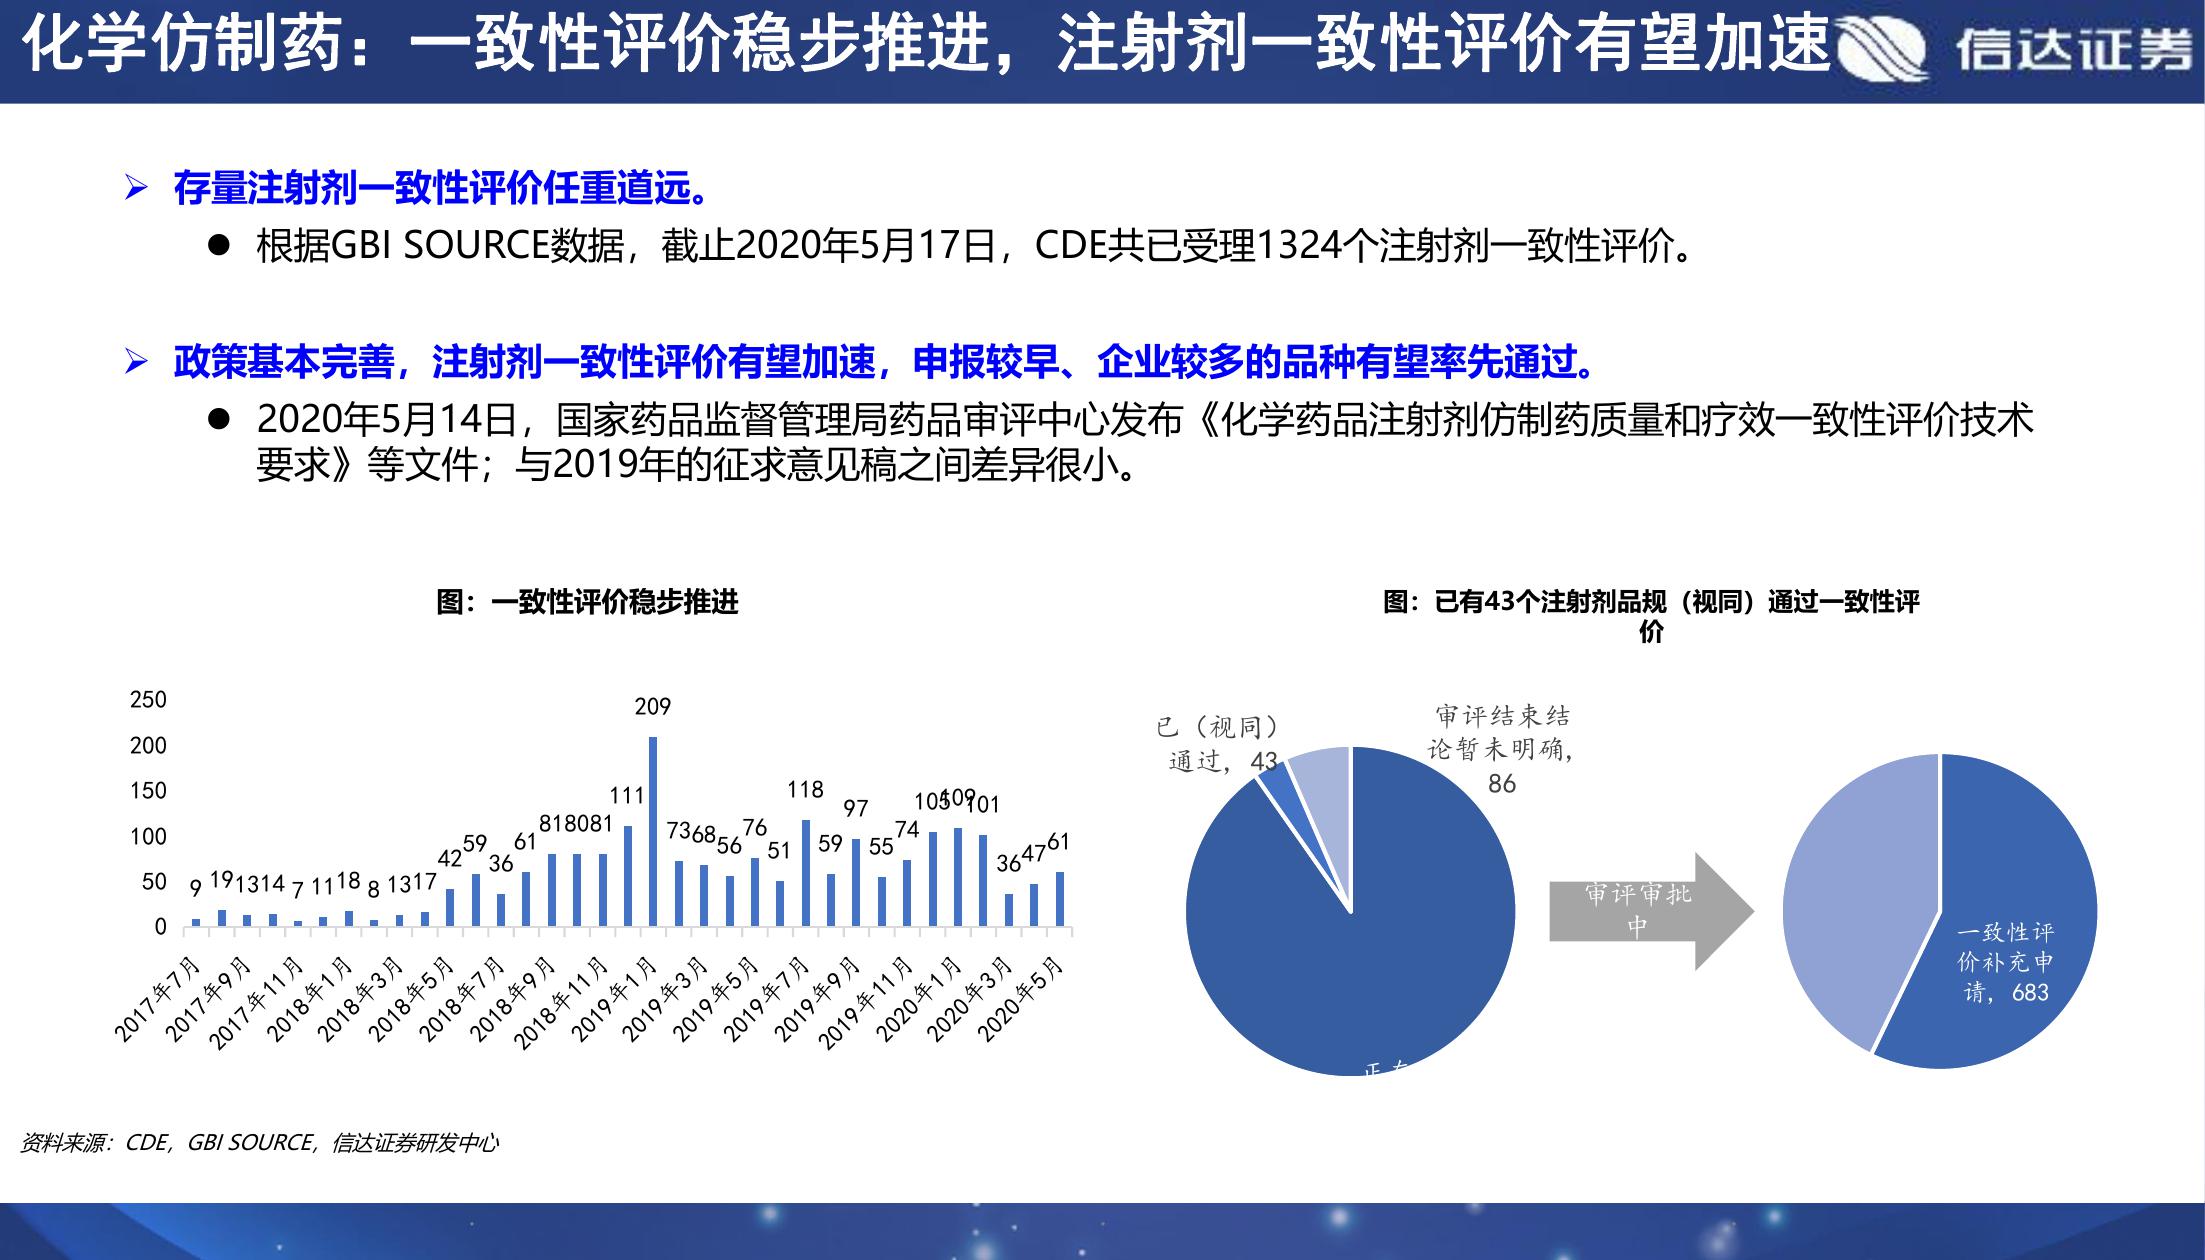 化学仿制药：一致性评价稳步推进，注射剂一致性评价有望加速
信达证券
存量注射剂一致性评价任重道远。
根据GBI SOURCE数据，截止2020年5月17日，CDE共已受理1324个注射剂一致性评价。
政策基本完善，注射剂一致性评价有望加速，申报较早、企业较多的品种有望率先通过。
2020年5月14日，国家药品监督管理局药品审评中心发布《化学药品注射剂仿制药质量和疗效一致性评价技术
要求》等文件；与2019年的征求意见稿之间差异很小。
图：一致性评价稳步推进
250
200
150
100
50
0
9 19 13 14 7 11 18 8 13 17 42 59 36 61 81 80 81 111 209 73 68 56 76 51 118 59 97 55 74 105 109 101 36 47 61
2017年7月
2017年9月
2017年11月
2018年1月
2018年3月
2018年5月
2018年7月
2018年9月
2018年11月
2019年1月
2019年3月
2019年5月
2019年7月
2019年9月
2019年11月
2020年1月
2020年3月
2020年5月
图：已有43个注射剂品规（视同）通过一致性评
价
已（视同）
通过，43
审评结束结
论暂未明确，
86
正在
审评审批
中
一致性评
价补充申
请，683
资料来源：CDE，GBI SOURCE，信达证券研发中心